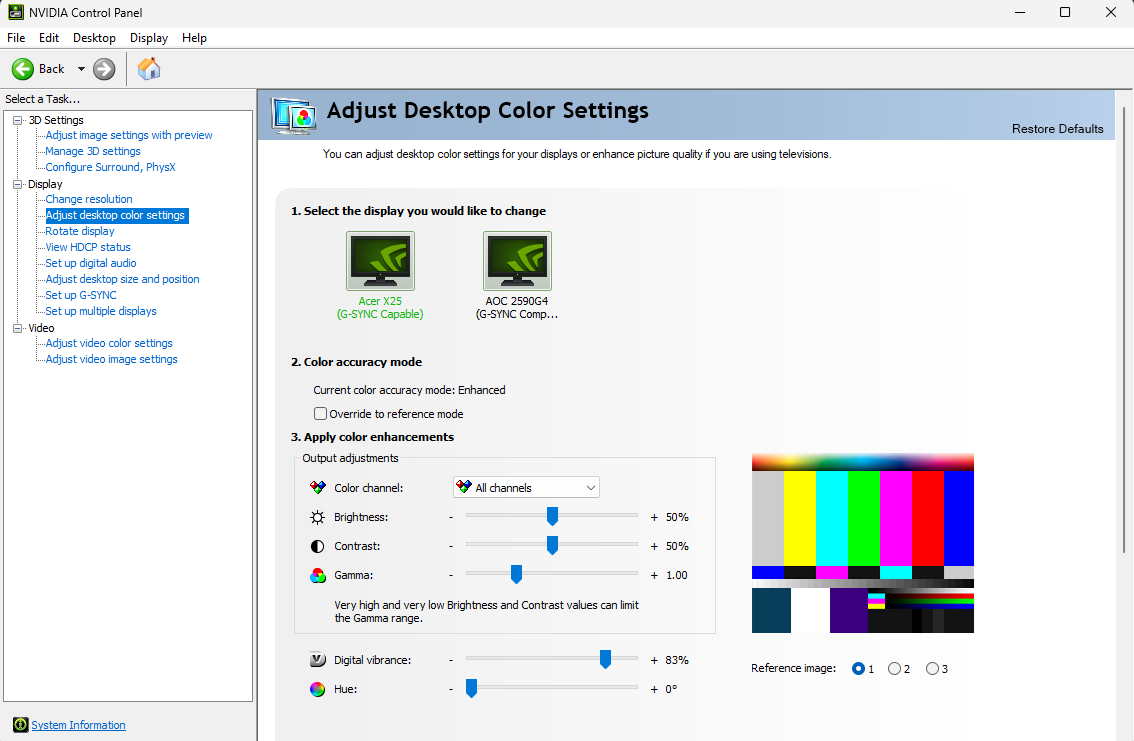 NVIDIA Control Panel
File Edit Desktop Display Help
Back
Select a Task...
3D Settings
Adjust image settings with preview
Manage 3D settings
Configure Surround, PhysX
Display
Change resolution
Adjust desktop color settings
Rotate display
View HDCP status
Set up digital audio
Adjust desktop size and position
Set up G-SYNC
Set up multiple displays
Video
Adjust video color settings
Adjust video image settings
System Information
Adjust Desktop Color Settings
Restore Defaults
You can adjust desktop color settings for your displays or enhance picture quality if you are using televisions.
1. Select the display you would like to change
Acer X25
(G-SYNC Capable)
AOC 2590G4
(G-SYNC Comp...
2. Color accuracy mode
Current color accuracy mode: Enhanced
Override to reference mode
3. Apply color enhancements
Output adjustments
Color channel: All channels
Brightness: - + 50%
Contrast: - + 50%
Gamma: - + 1.00
Very high and very low Brightness and Contrast values can limit
the Gamma range.
Digital vibrance: - + 83%
Hue: - + 0°
Reference image: 1 2 3